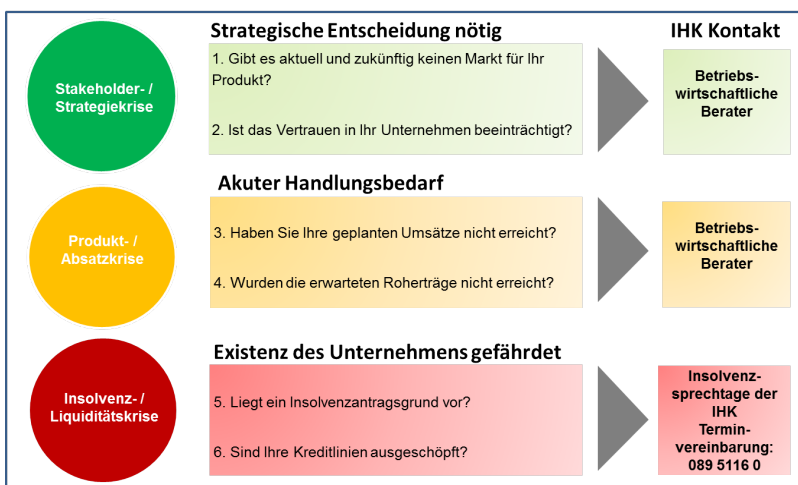 Strategische Entscheidung nötig
IHK Kontakt
Stakeholder- /
Strategiekrise
1. Gibt es aktuell und zukünftig keinen Markt für Ihr
Produkt?
2. Ist das Vertrauen in Ihr Unternehmen beeinträchtigt?
Betriebs-
wirtschaftliche
Berater
Akuter Handlungsbedarf
Produkt- /
Absatzkrise
3. Haben Sie Ihre geplanten Umsätze nicht erreicht?
4. Wurden die erwarteten Roherträge nicht erreicht?
Betriebs-
wirtschaftliche
Berater
Existenz des Unternehmens gefährdet
Insolvenz- /
Liquiditätskrise
5. Liegt ein Insolvenzantragsgrund vor?
6. Sind Ihre Kreditlinien ausgeschöpft?
Insolvenz-
sprechtage der
IHK
Termin-
vereinbarung:
089 5116 0